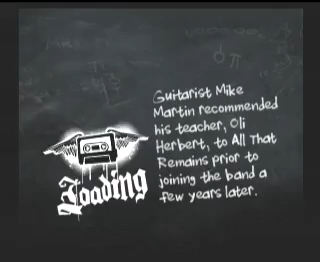 Guitarist Mike
Martin recommended
his teacher, Oli
Herbert, to All That
Remains prior to
joining the band a
few years later.
Loading